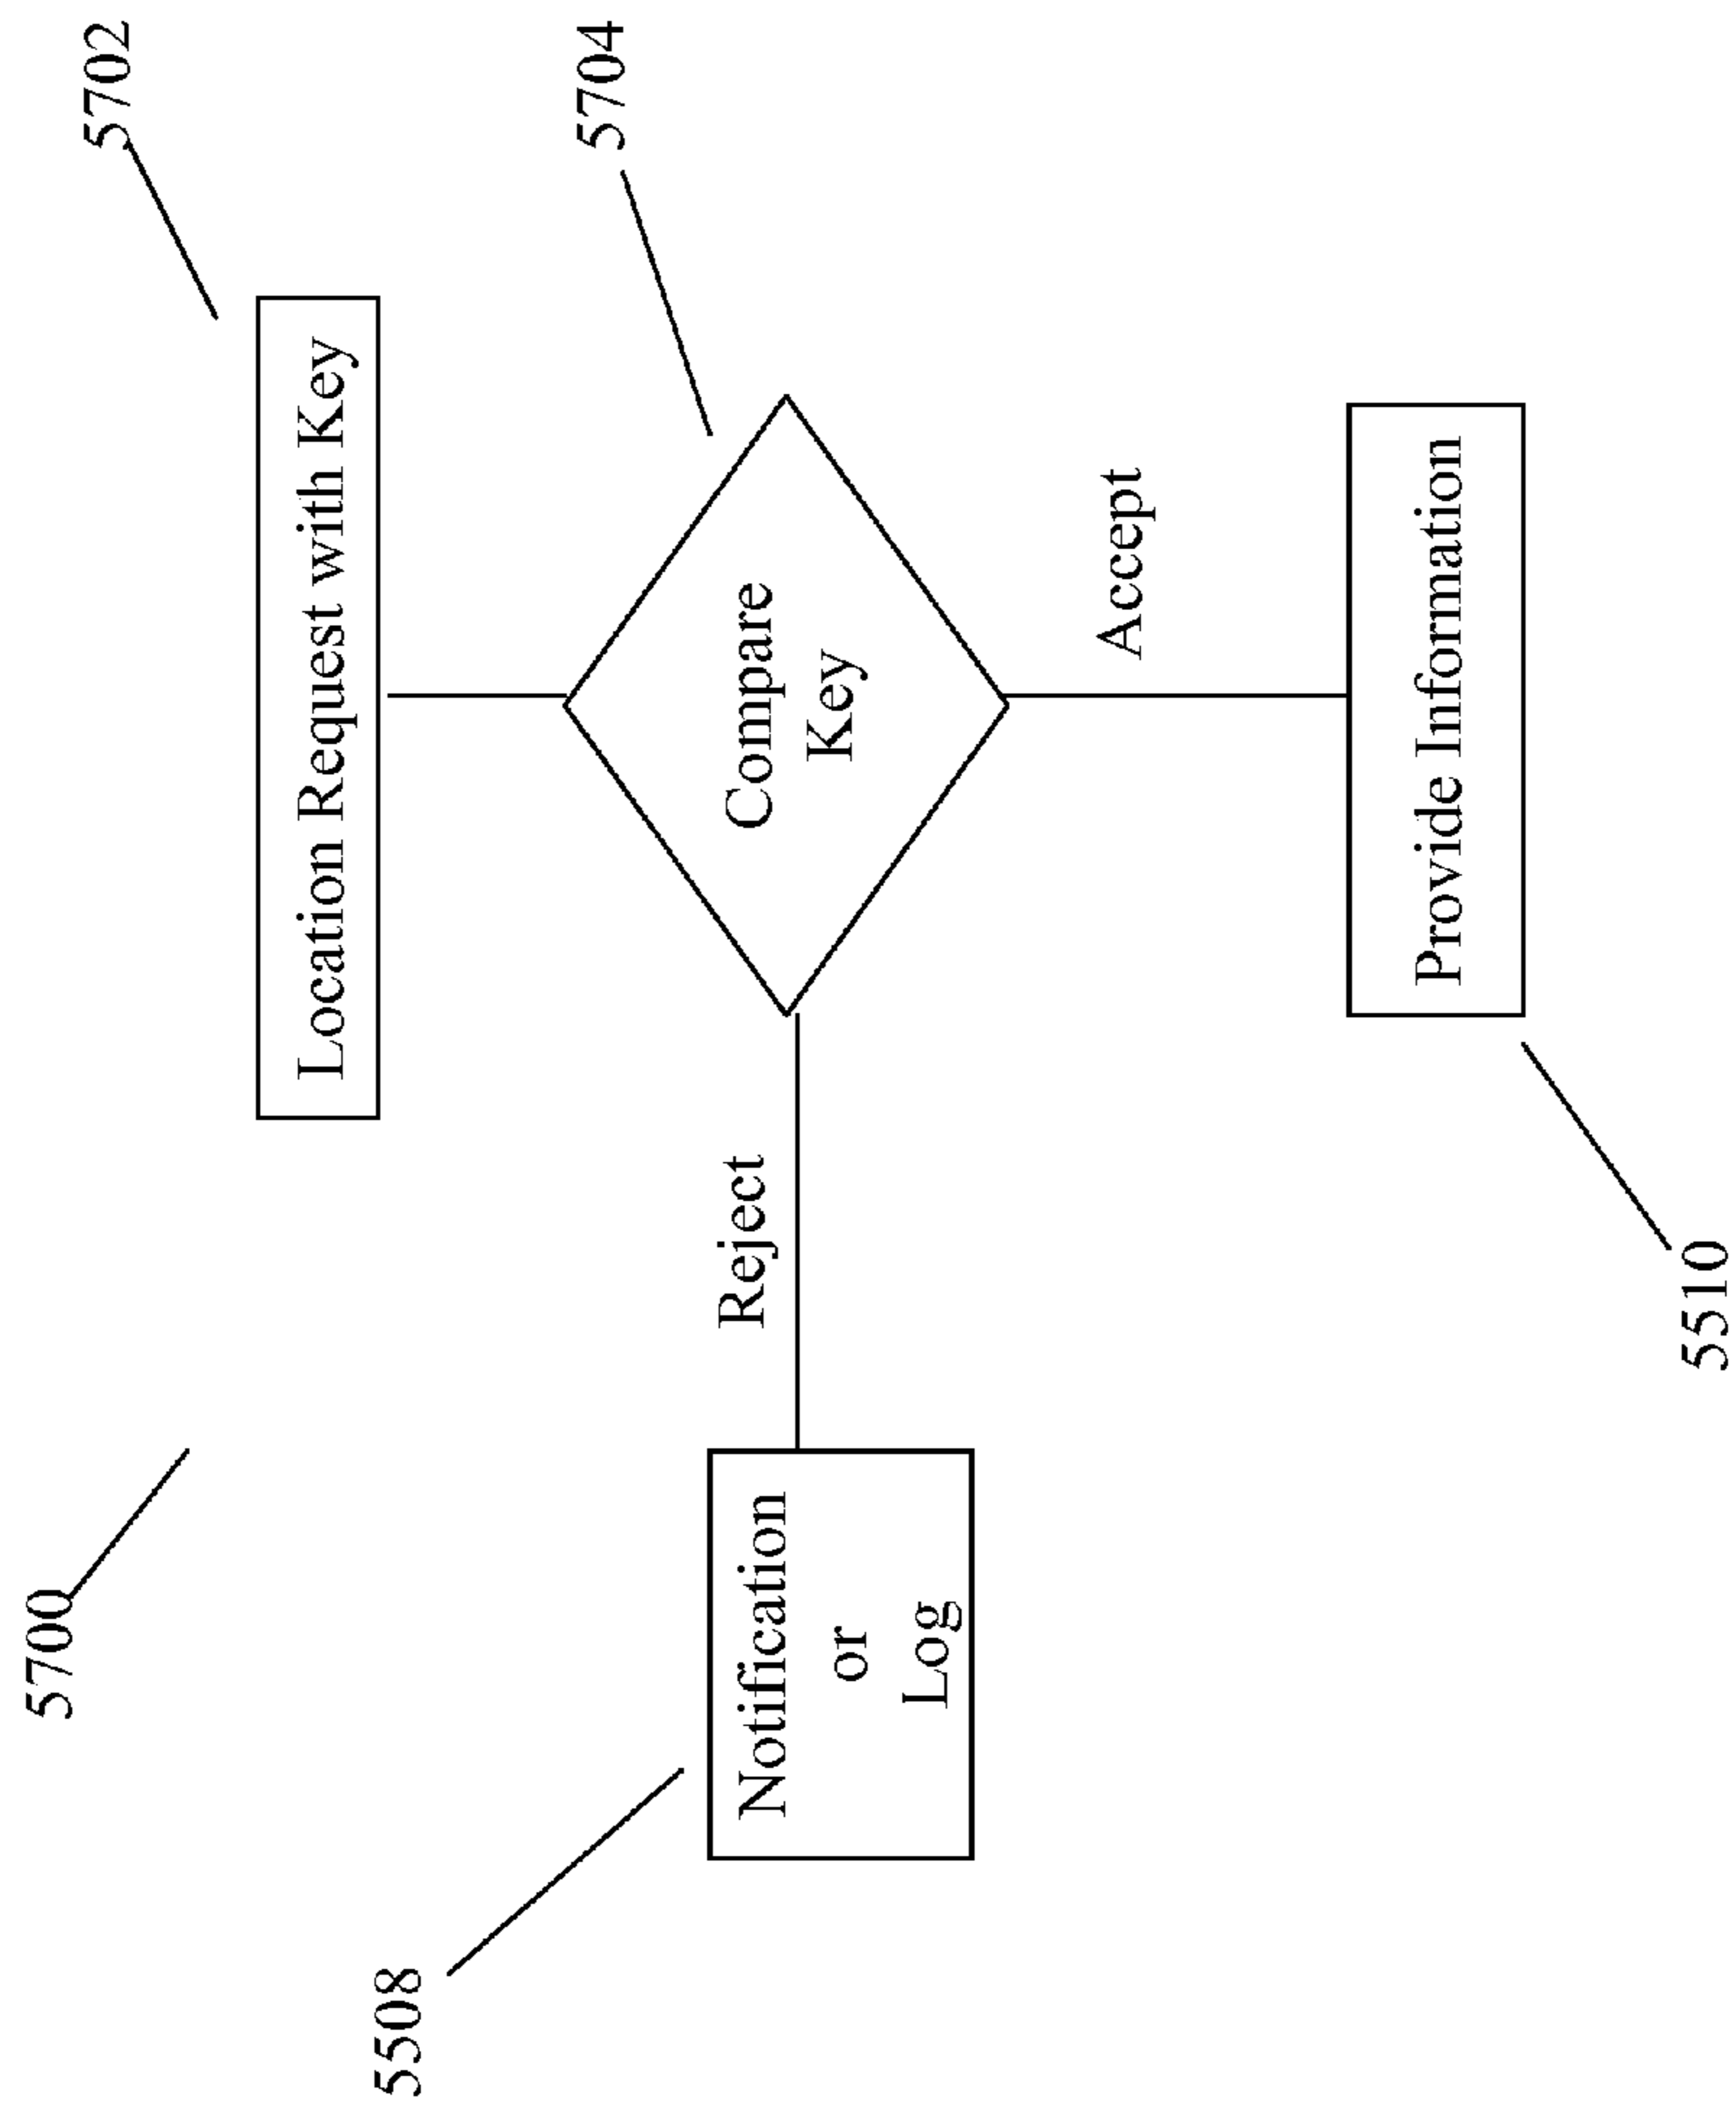 5700
5702
Location Request with Key
5508
5704
Notification
or
Log
Reject
Compare
Key
Accept
Provide Information
5510